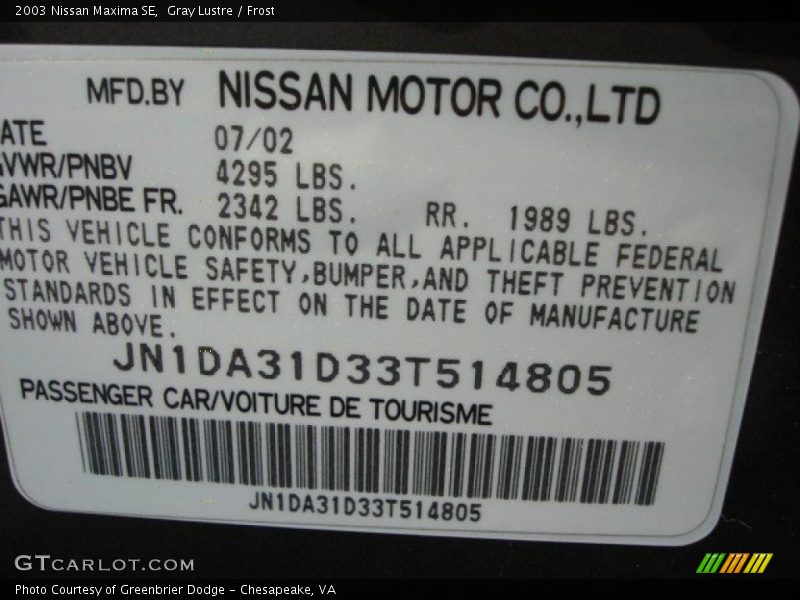 2003 Nissan Maxima SE, Gray Lustre / Frost
MFD.BY NISSAN MOTOR CO.,LTD
ATE 07/02
GVWR/PNBV 4295 LBS.
GAWR/PNBE FR. 2342 LBS. RR. 1989 LBS.
THIS VEHICLE CONFORMS TO ALL APPLICABLE FEDERAL
MOTOR VEHICLE SAFETY,BUMPER,AND THEFT PREVENTION
STANDARDS IN EFFECT ON THE DATE OF MANUFACTURE
SHOWN ABOVE.
JN1DA31D33T514805
PASSENGER CAR/VOITURE DE TOURISME
JN1DA31D33T514805
GTCARLOT.COM
Photo Courtesy of Greenbrier Dodge - Chesapeake, VA